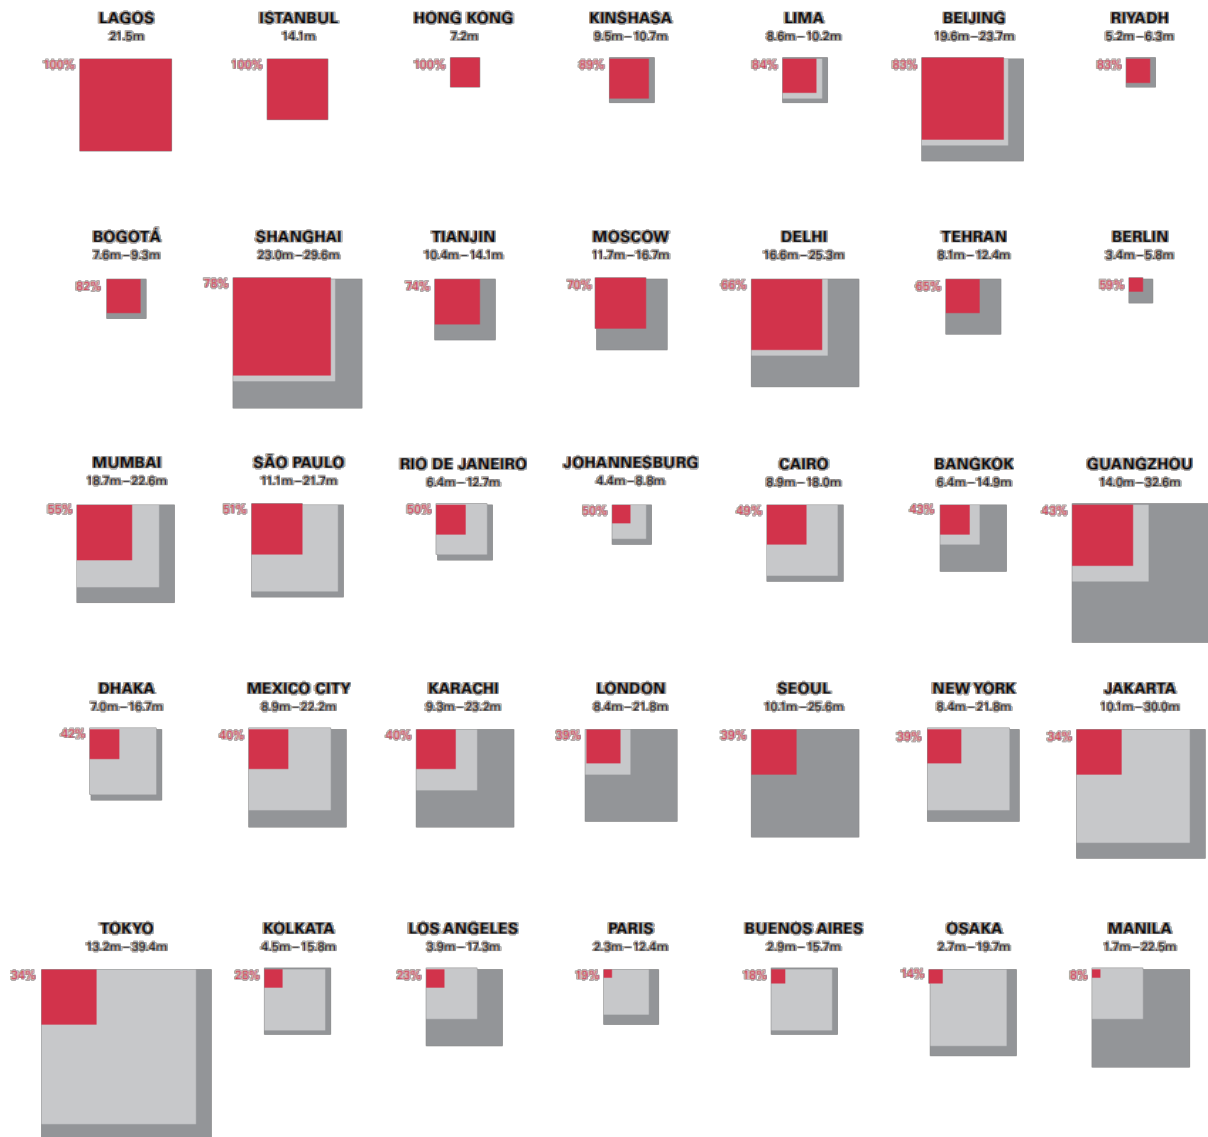 LAGOS
21.5m
100%
ISTANBUL
14.1m
100%
HONG KONG
7.2m
100%
KINSHASA
9.5m–10.7m
89%
LIMA
8.6m–10.2m
84%
BEIJING
19.6m–23.7m
83%
RIYADH
5.2m–6.3m
83%
BOGOTÁ
7.6m–9.3m
82%
SHANGHAI
23.0m–29.6m
78%
TIANJIN
10.4m–14.1m
74%
MOSCOW
11.7m–16.7m
70%
DELHI
16.6m–25.3m
66%
TEHRAN
8.1m–12.4m
65%
BERLIN
3.4m–5.8m
59%
MUMBAI
18.7m–22.6m
55%
SÃO PAULO
11.1m–21.7m
51%
RIO DE JANEIRO
6.4m–12.7m
50%
JOHANNESBURG
4.4m–8.8m
50%
CAIRO
8.9m–18.0m
49%
BANGKOK
6.4m–14.9m
43%
GUANGZHOU
14.0m–32.6m
43%
DHAKA
7.0m–16.7m
42%
MEXICO CITY
8.9m–22.2m
40%
KARACHI
9.3m–23.2m
40%
LONDON
8.4m–21.8m
39%
SEOUL
10.1m–25.6m
39%
NEW YORK
8.4m–21.8m
39%
JAKARTA
10.1m–30.0m
34%
TOKYO
13.2m–39.4m
34%
KOLKATA
4.5m–15.8m
28%
LOS ANGELES
3.9m–17.3m
23%
PARIS
2.3m–12.4m
19%
BUENOS AIRES
2.9m–15.7m
18%
OSAKA
2.7m–19.7m
14%
MANILA
1.7m–22.5m
8%